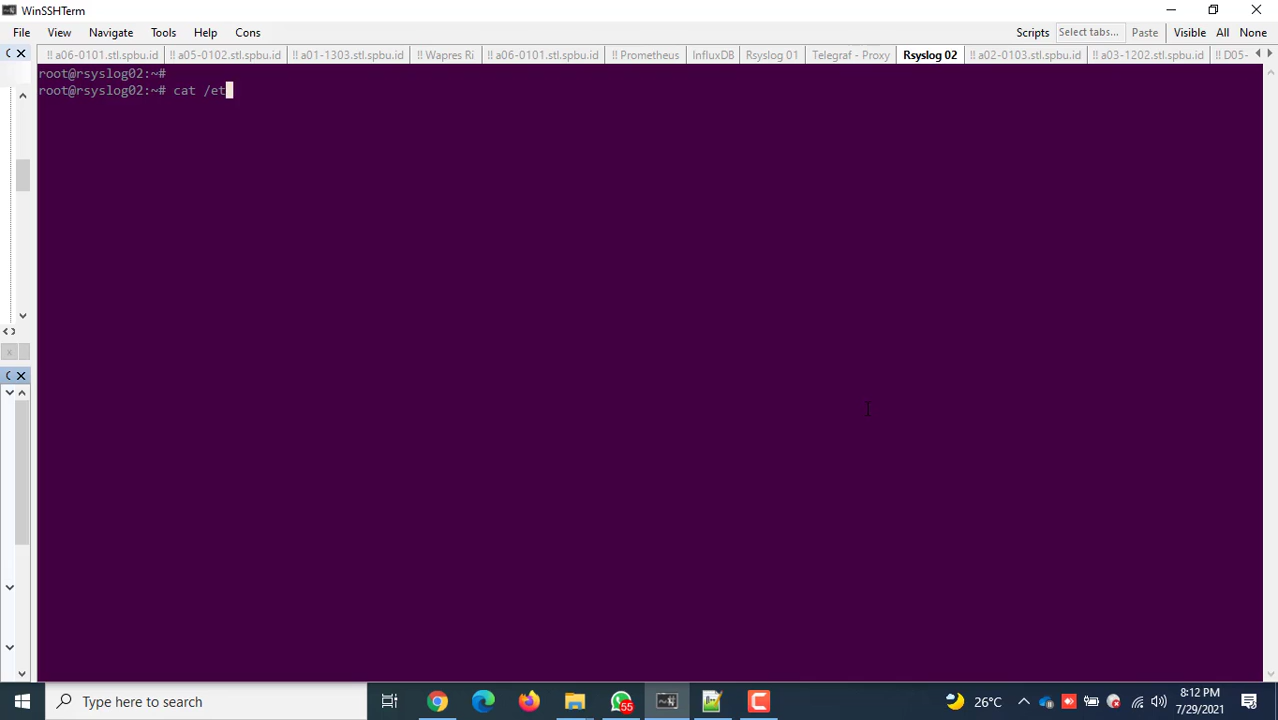 WinSSHTerm
File View Navigate Tools Help Cons Scripts Select tabs... Paste Visible All None
!! a06-0101.stl.spbu.id !! a05-0102.stl.spbu.id !! a01-1303.stl.spbu.id !! Wapres Ri !! a06-0101.stl.spbu.id !! Prometheus InfluxDB Rsyslog 01 Telegraf - Proxy Rsyslog 02 !! a02-0103.stl.spbu.id !! a03-1202.stl.spbu.id !! D05-
root@rsyslog02:~#
root@rsyslog02:~# cat /et
Type here to search
55
26°C
8:12 PM
7/29/2021